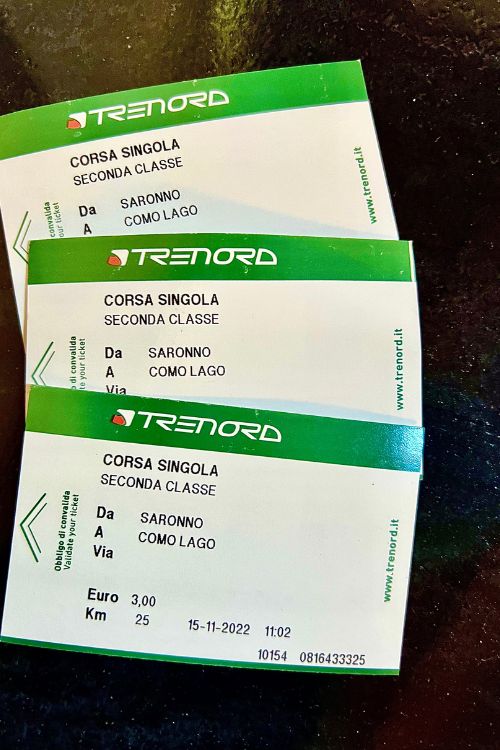 TRENORD
CORSA SINGOLA
SECONDA CLASSE
Da SARONNO
A COMO LAGO
convalida
our ticket
www.trenord.it
TRENORD
CORSA SINGOLA
SECONDA CLASSE
Da SARONNO
A COMO LAGO
Via
di convalida
your ticket
www.trenord.it
TRENORD
CORSA SINGOLA
SECONDA CLASSE
Da SARONNO
A COMO LAGO
Via
Obbligo di convalida
Validate your ticket
www.trenord.it
Euro 3,00
Km 25 15-11-2022 11:02
10154 0816433325